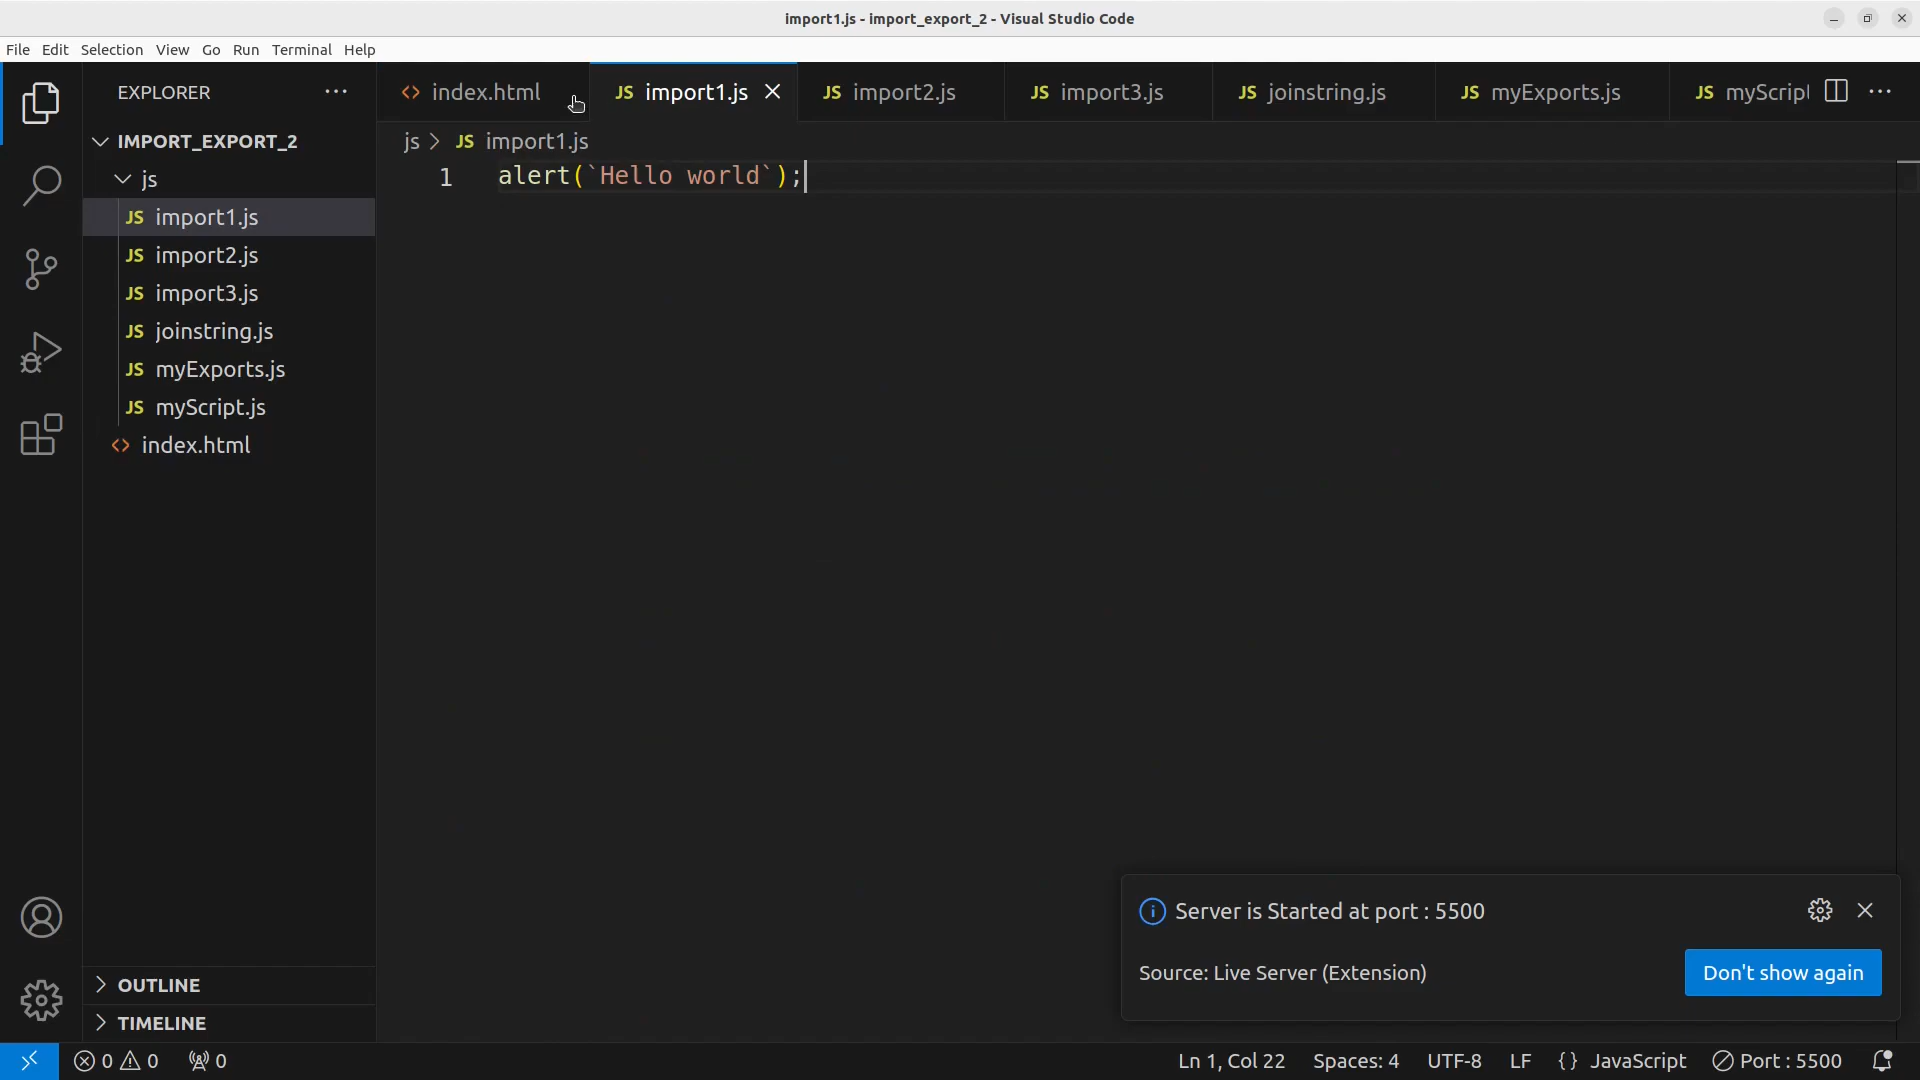 import1.js - import_export_2 - Visual Studio Code
File Edit Selection View Go Run Terminal Help
EXPLORER
index.html
JS import1.js
JS import2.js
JS import3.js
JS joinstring.js
JS myExports.js
JS myScrip
IMPORT_EXPORT_2
js > JS import1.js
1 alert(`Hello world`);
js
JS import1.js
JS import2.js
JS import3.js
JS joinstring.js
JS myExports.js
JS myScript.js
<> index.html
Server is Started at port : 5500
Source: Live Server (Extension)
Don't show again
OUTLINE
TIMELINE
0 0 0
Ln 1, Col 22 Spaces: 4 UTF-8 LF {} JavaScript Port : 5500